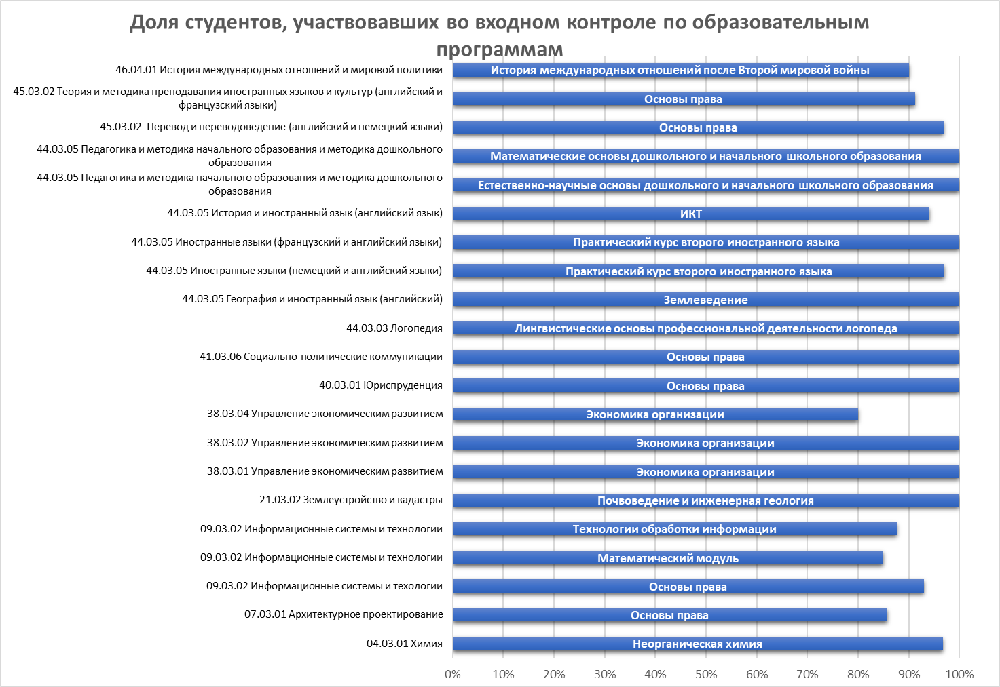 Доля студентов, участвовавших во входном контроле по образовательным
программам
46.04.01 История международных отношений и мировой политики
История международных отношений после Второй мировой войны
45.03.02 Теория и методика преподавания иностранных языков и культур (английский и
французский языки)
Основы права
45.03.02  Перевод и переводоведение (английский и немецкий языки)
Основы права
44.03.05 Педагогика и методика начального образования и методика дошкольного
образования
Математические основы дошкольного и начального школьного образования
44.03.05 Педагогика и методика начального образования и методика дошкольного
образования
Естественно-научные основы дошкольного и начального школьного образования
44.03.05 История и иностранный язык (английский язык)
ИКТ
44.03.05 Иностранные языки (французский и английский языки)
Практический курс второго иностранного языка
44.03.05 Иностранные языки (немецкий и английский языки)
Практический курс второго иностранного языка
44.03.05 География и иностранный язык (английский)
Землеведение
44.03.03 Логопедия
Лингвистические основы профессиональной деятельности логопеда
41.03.06 Социально-политические коммуникации
Основы права
40.03.01 Юриспруденция
Основы права
38.03.04 Управление экономическим развитием
Экономика организации
38.03.02 Управление экономическим развитием
Экономика организации
38.03.01 Управление экономическим развитием
Экономика организации
21.03.02 Землеустройство и кадастры
Почвоведение и инженерная геология
09.03.02 Информационные системы и технологии
Технологии обработки информации
09.03.02 Информационные системы и технологии
Математический модуль
09.03.02 Информационные системы и техологии
Основы права
07.03.01 Архитектурное проектирование
Основы права
04.03.01 Химия
Неорганическая химия
0% 10% 20% 30% 40% 50% 60% 70% 80% 90% 100%